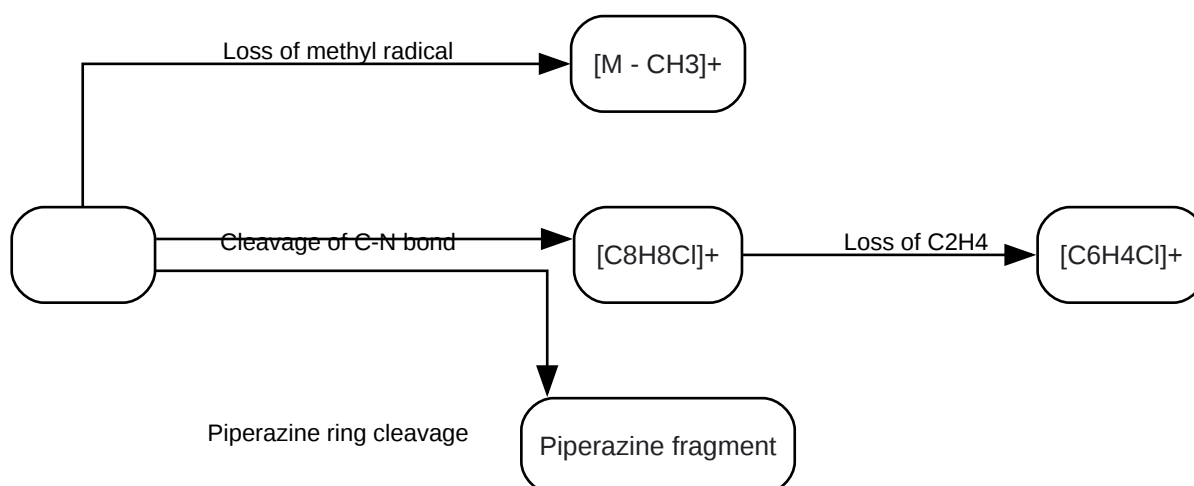 Loss of methyl radical
[M - CH3]+
Cleavage of C-N bond
[C8H8Cl]+
Loss of C2H4
[C6H4Cl]+
Piperazine ring cleavage
Piperazine fragment